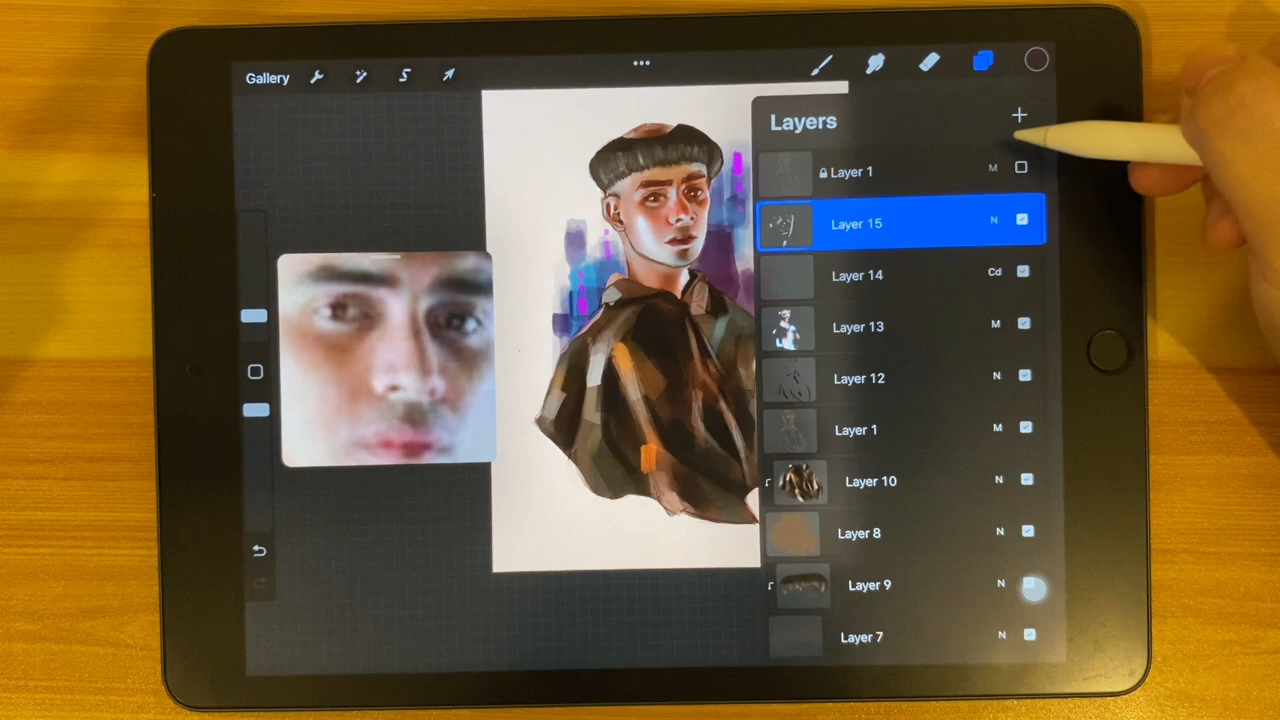 Gallery
Layers
Layer 1 M
Layer 15 N
Layer 14 Cd
Layer 13 M
Layer 12 N
Layer 1 M
Layer 10 N
Layer 8 N
Layer 9 N
Layer 7 N